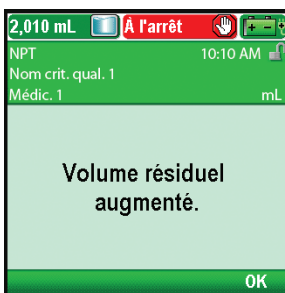 2,010 mL À l'arrêt
NPT 10:10 AM
Nom crit. qual. 1
Médic. 1 mL
Volume résiduel
augmenté.
OK